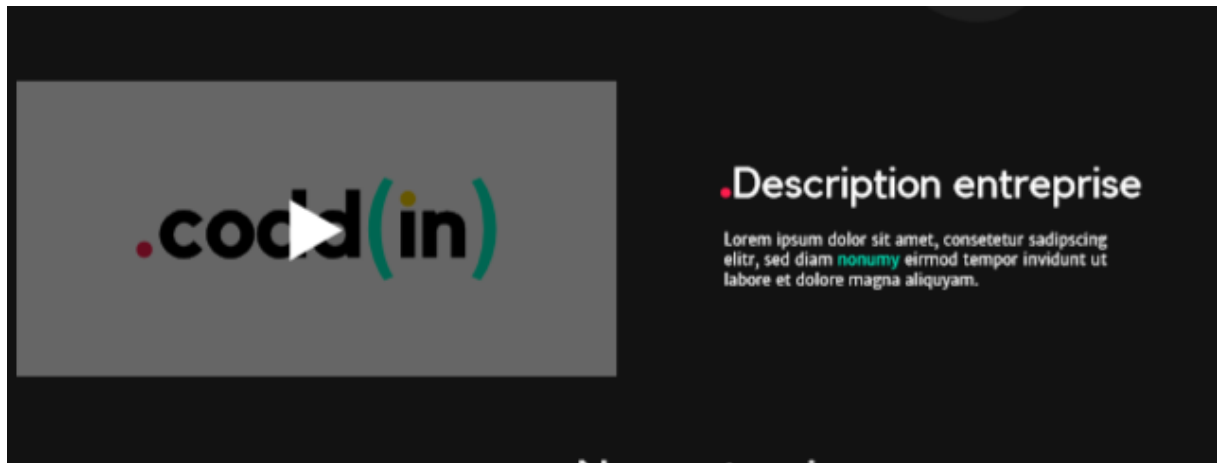 .codd(in)
.Description entreprise
Lorem ipsum dolor sit amet, consetetur sadipscing
elitr, sed diam nonumy eirmod tempor invidunt ut
labore et dolore magna aliquyam.